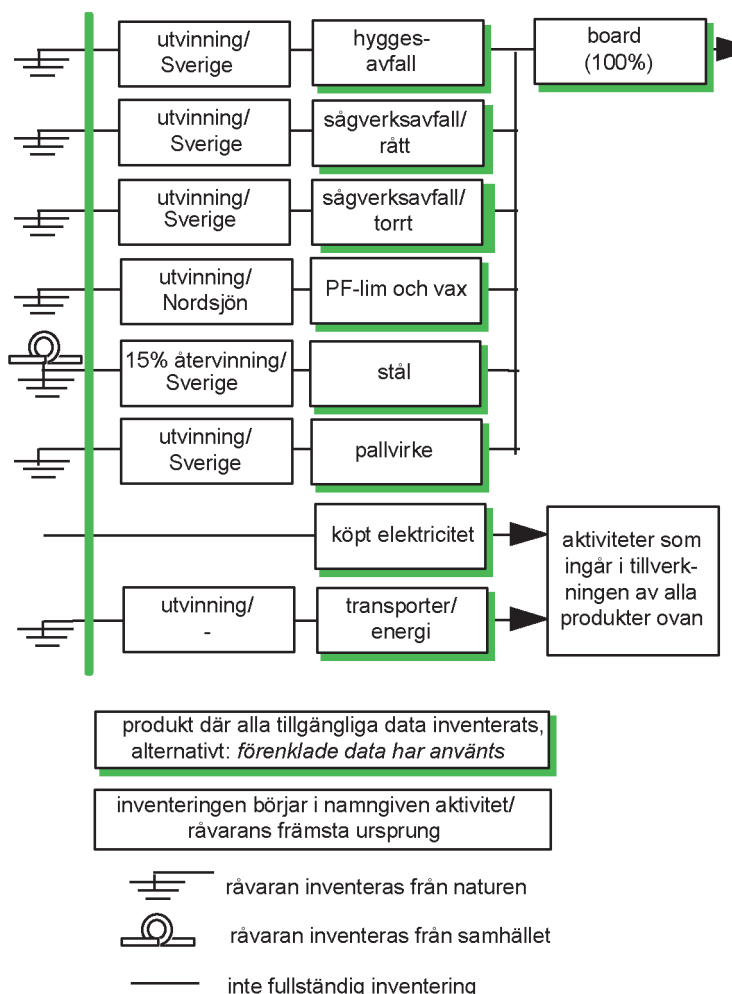 utvinning/
Sverige
hygges-
avfall
board
(100%)
utvinning/
Sverige
sågverksavfall/
rått
utvinning/
Sverige
sågverksavfall/
torrt
utvinning/
Nordsjön
PF-lim och vax
15% återvinning/
Sverige
stål
utvinning/
Sverige
pallvirke
köpt elektricitet
aktiviteter som
ingår i tillverk-
ningen av alla
produkter ovan
utvinning/
-
transporter/
energi
produkt där alla tillgängliga data inventerats,
alternativt: förenklade data har använts
inventeringen börjar i namngiven aktivitet/
råvarans främsta ursprung
råvaran inventeras från naturen
råvaran inventeras från samhället
inte fullständig inventering